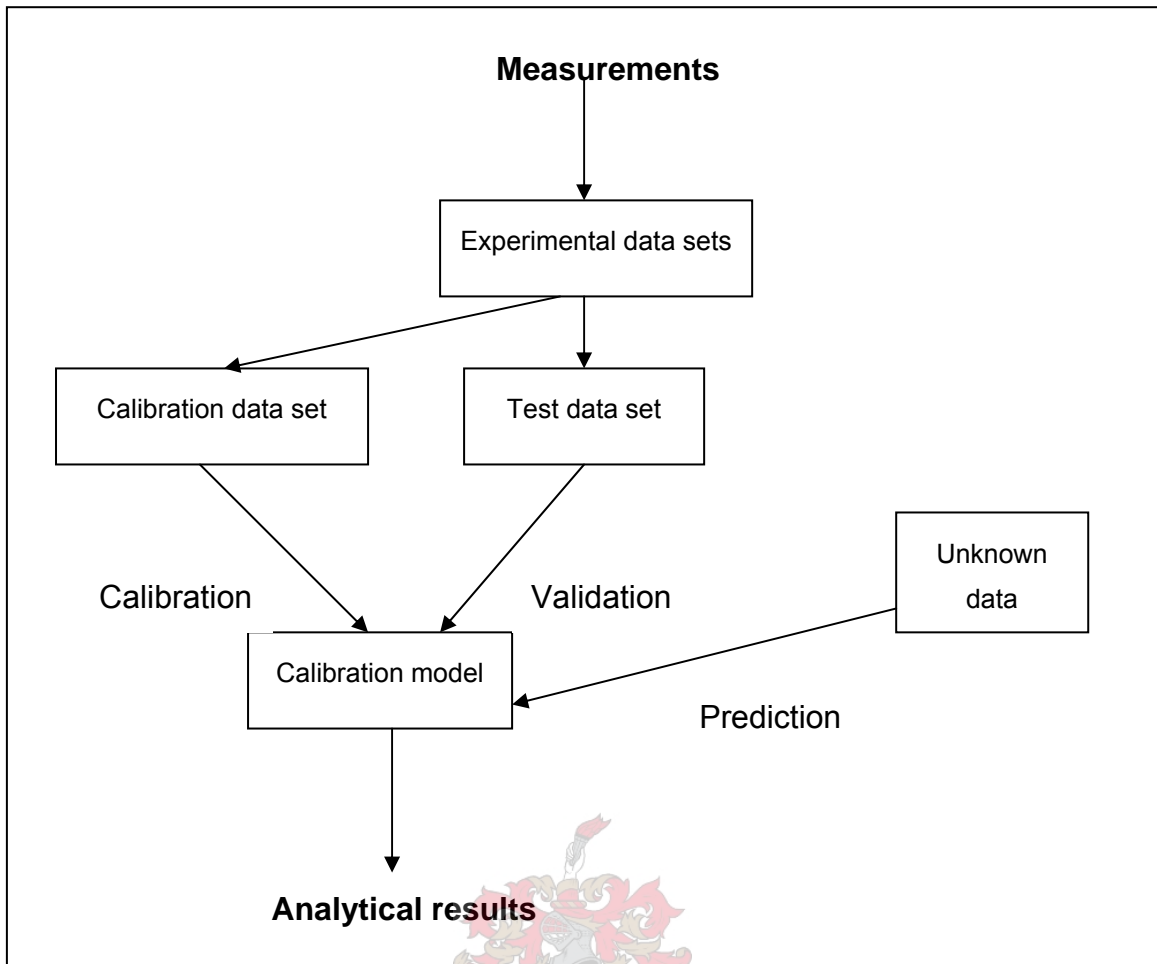 Measurements
Experimental data sets
Calibration data set
Test data set
Unknown
data
Calibration
Validation
Calibration model
Prediction
Analytical results